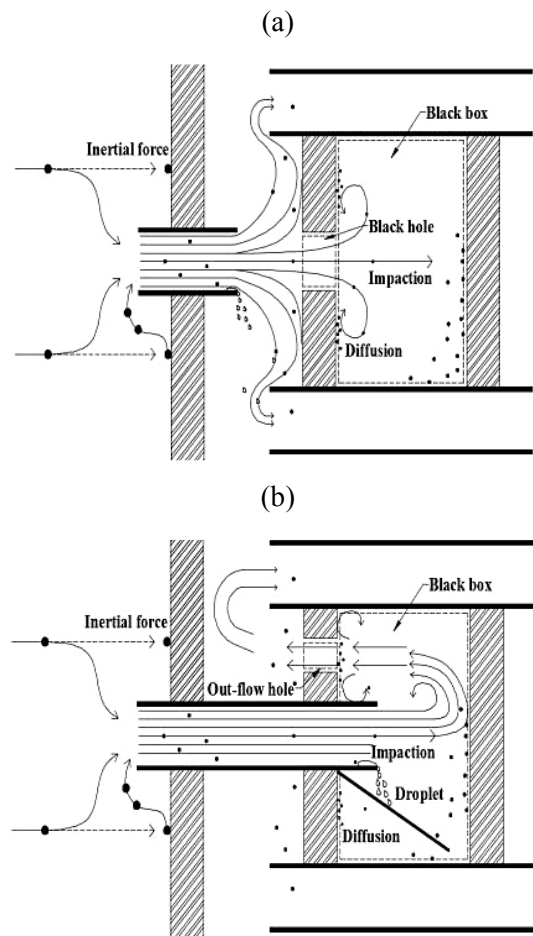 (a)
Black box
Inertial force
Black hole
Impaction
Diffusion
(b)
Black box
Inertial force
Out-flow hole
Impaction
Droplet
Diffusion